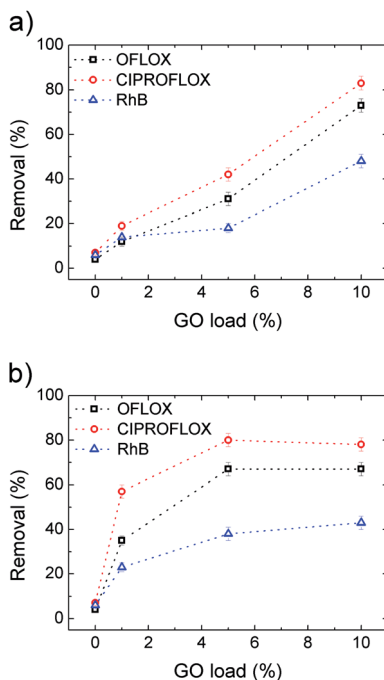 a)
100
80
60
40
20
0
Removal (%)
OFLOX
CIPROFLOX
RhB
0 2 4 6 8 10
GO load (%)
b)
100
80
60
40
20
0
Removal (%)
OFLOX
CIPROFLOX
RhB
0 2 4 6 8 10
GO load (%)